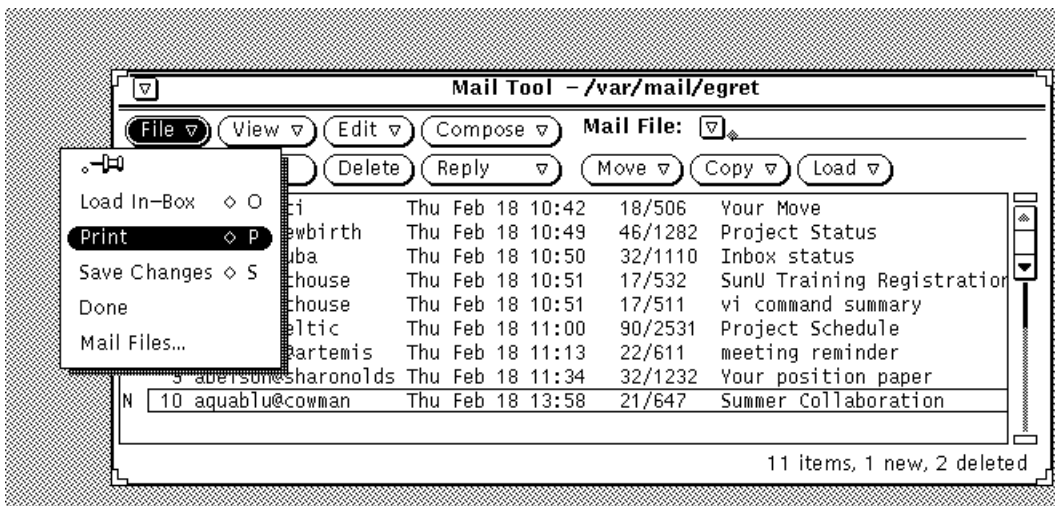 Mail Tool - /var/mail/egret
File View Edit Compose Mail File:
Delete Reply Move Copy Load
Load In-Box ◇ O
Print ◇ P
Save Changes ◇ S
Done
Mail Files...
Thu Feb 18 10:42 18/506 Your Move
Thu Feb 18 10:49 46/1282 Project Status
Thu Feb 18 10:50 32/1110 Inbox status
Thu Feb 18 10:51 17/532 SunU Training Registration
Thu Feb 18 10:51 17/511 vi command summary
Thu Feb 18 11:00 90/2531 Project Schedule
@artemis Thu Feb 18 11:13 22/611 meeting reminder
abelson@sharonolds Thu Feb 18 11:34 32/1232 Your position paper
N 10 aquablu@cowman Thu Feb 18 13:58 21/647 Summer Collaboration
11 items, 1 new, 2 deleted